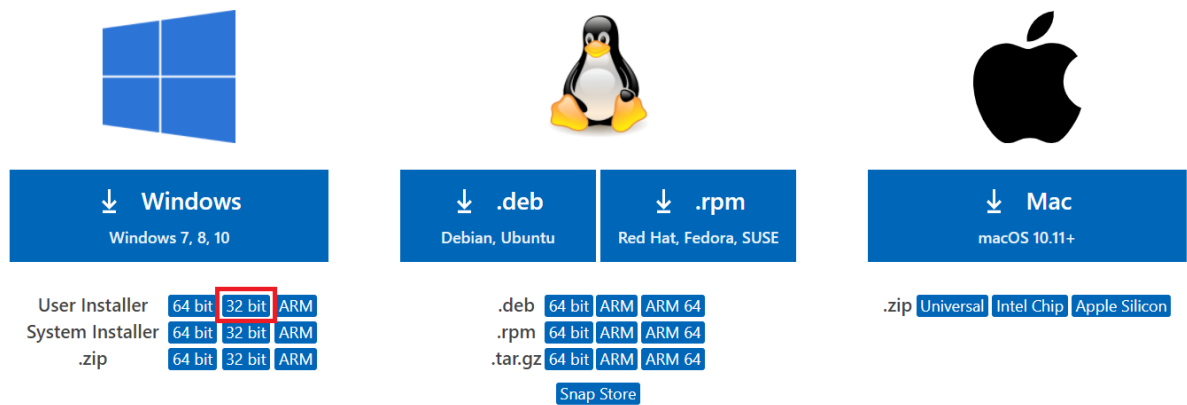 Windows
Windows 7, 8, 10
User Installer 64 bit 32 bit ARM
System Installer 64 bit 32 bit ARM
.zip 64 bit 32 bit ARM
.deb
Debian, Ubuntu
.rpm
Red Hat, Fedora, SUSE
.deb 64 bit ARM ARM 64
.rpm 64 bit ARM ARM 64
.tar.gz 64 bit ARM ARM 64
Snap Store
Mac
macOS 10.11+
.zip Universal Intel Chip Apple Silicon